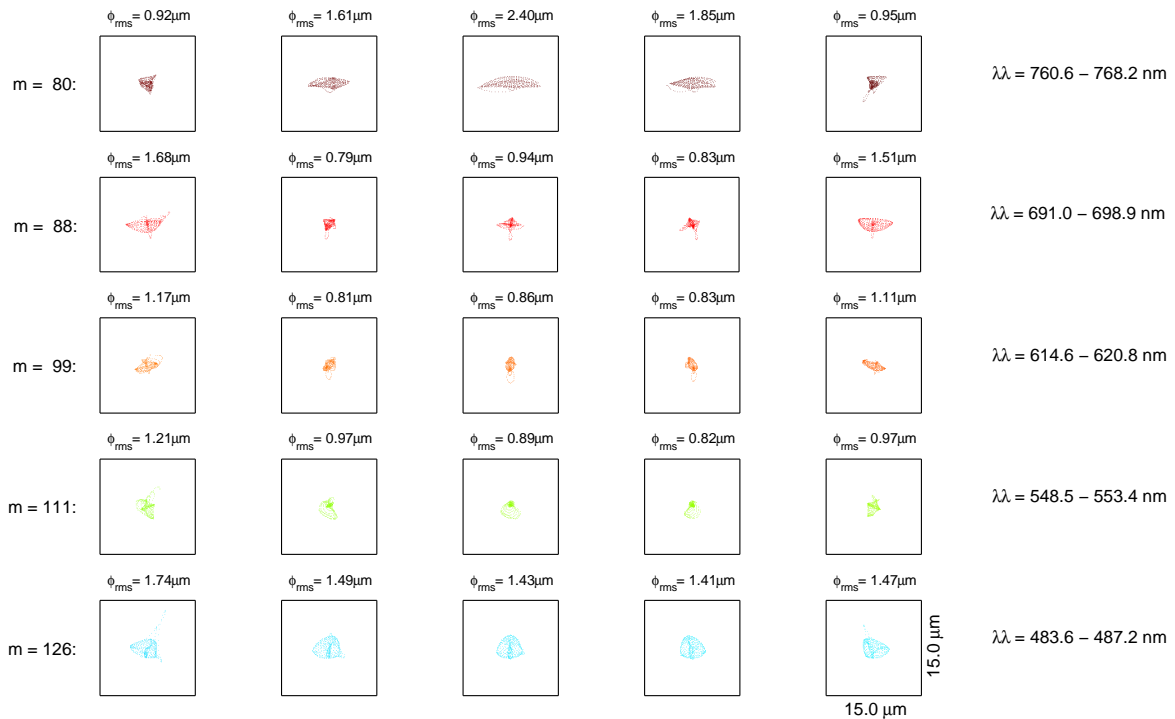 ϕrms= 0.92μm ϕrms= 1.61μm ϕrms= 2.40μm ϕrms= 1.85μm ϕrms= 0.95μm
m = 80: λλ = 760.6 – 768.2 nm
ϕrms= 1.68μm ϕrms= 0.79μm ϕrms= 0.94μm ϕrms= 0.83μm ϕrms= 1.51μm
m = 88: λλ = 691.0 – 698.9 nm
ϕrms= 1.17μm ϕrms= 0.81μm ϕrms= 0.86μm ϕrms= 0.83μm ϕrms= 1.11μm
m = 99: λλ = 614.6 – 620.8 nm
ϕrms= 1.21μm ϕrms= 0.97μm ϕrms= 0.89μm ϕrms= 0.82μm ϕrms= 0.97μm
m = 111: λλ = 548.5 – 553.4 nm
ϕrms= 1.74μm ϕrms= 1.49μm ϕrms= 1.43μm ϕrms= 1.41μm ϕrms= 1.47μm
m = 126: λλ = 483.6 – 487.2 nm
15.0 μm
15.0 μm